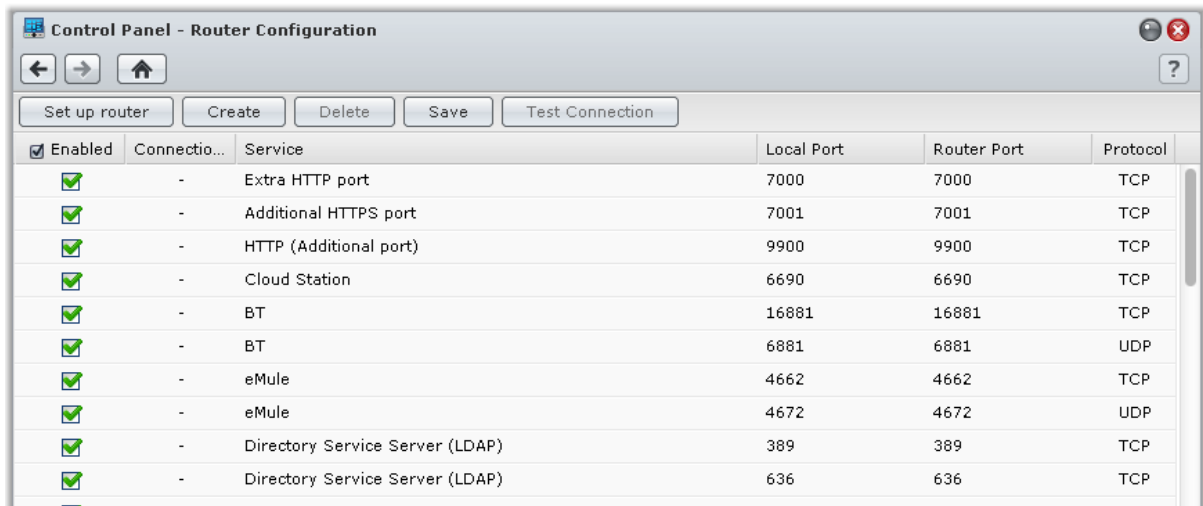 Control Panel - Router Configuration
?
Set up router Create Delete Save Test Connection
Enabled Connectio... Service Local Port Router Port Protocol
- Extra HTTP port 7000 7000 TCP
- Additional HTTPS port 7001 7001 TCP
- HTTP (Additional port) 9900 9900 TCP
- Cloud Station 6690 6690 TCP
- BT 16881 16881 TCP
- BT 6881 6881 UDP
- eMule 4662 4662 TCP
- eMule 4672 4672 UDP
- Directory Service Server (LDAP) 389 389 TCP
- Directory Service Server (LDAP) 636 636 TCP